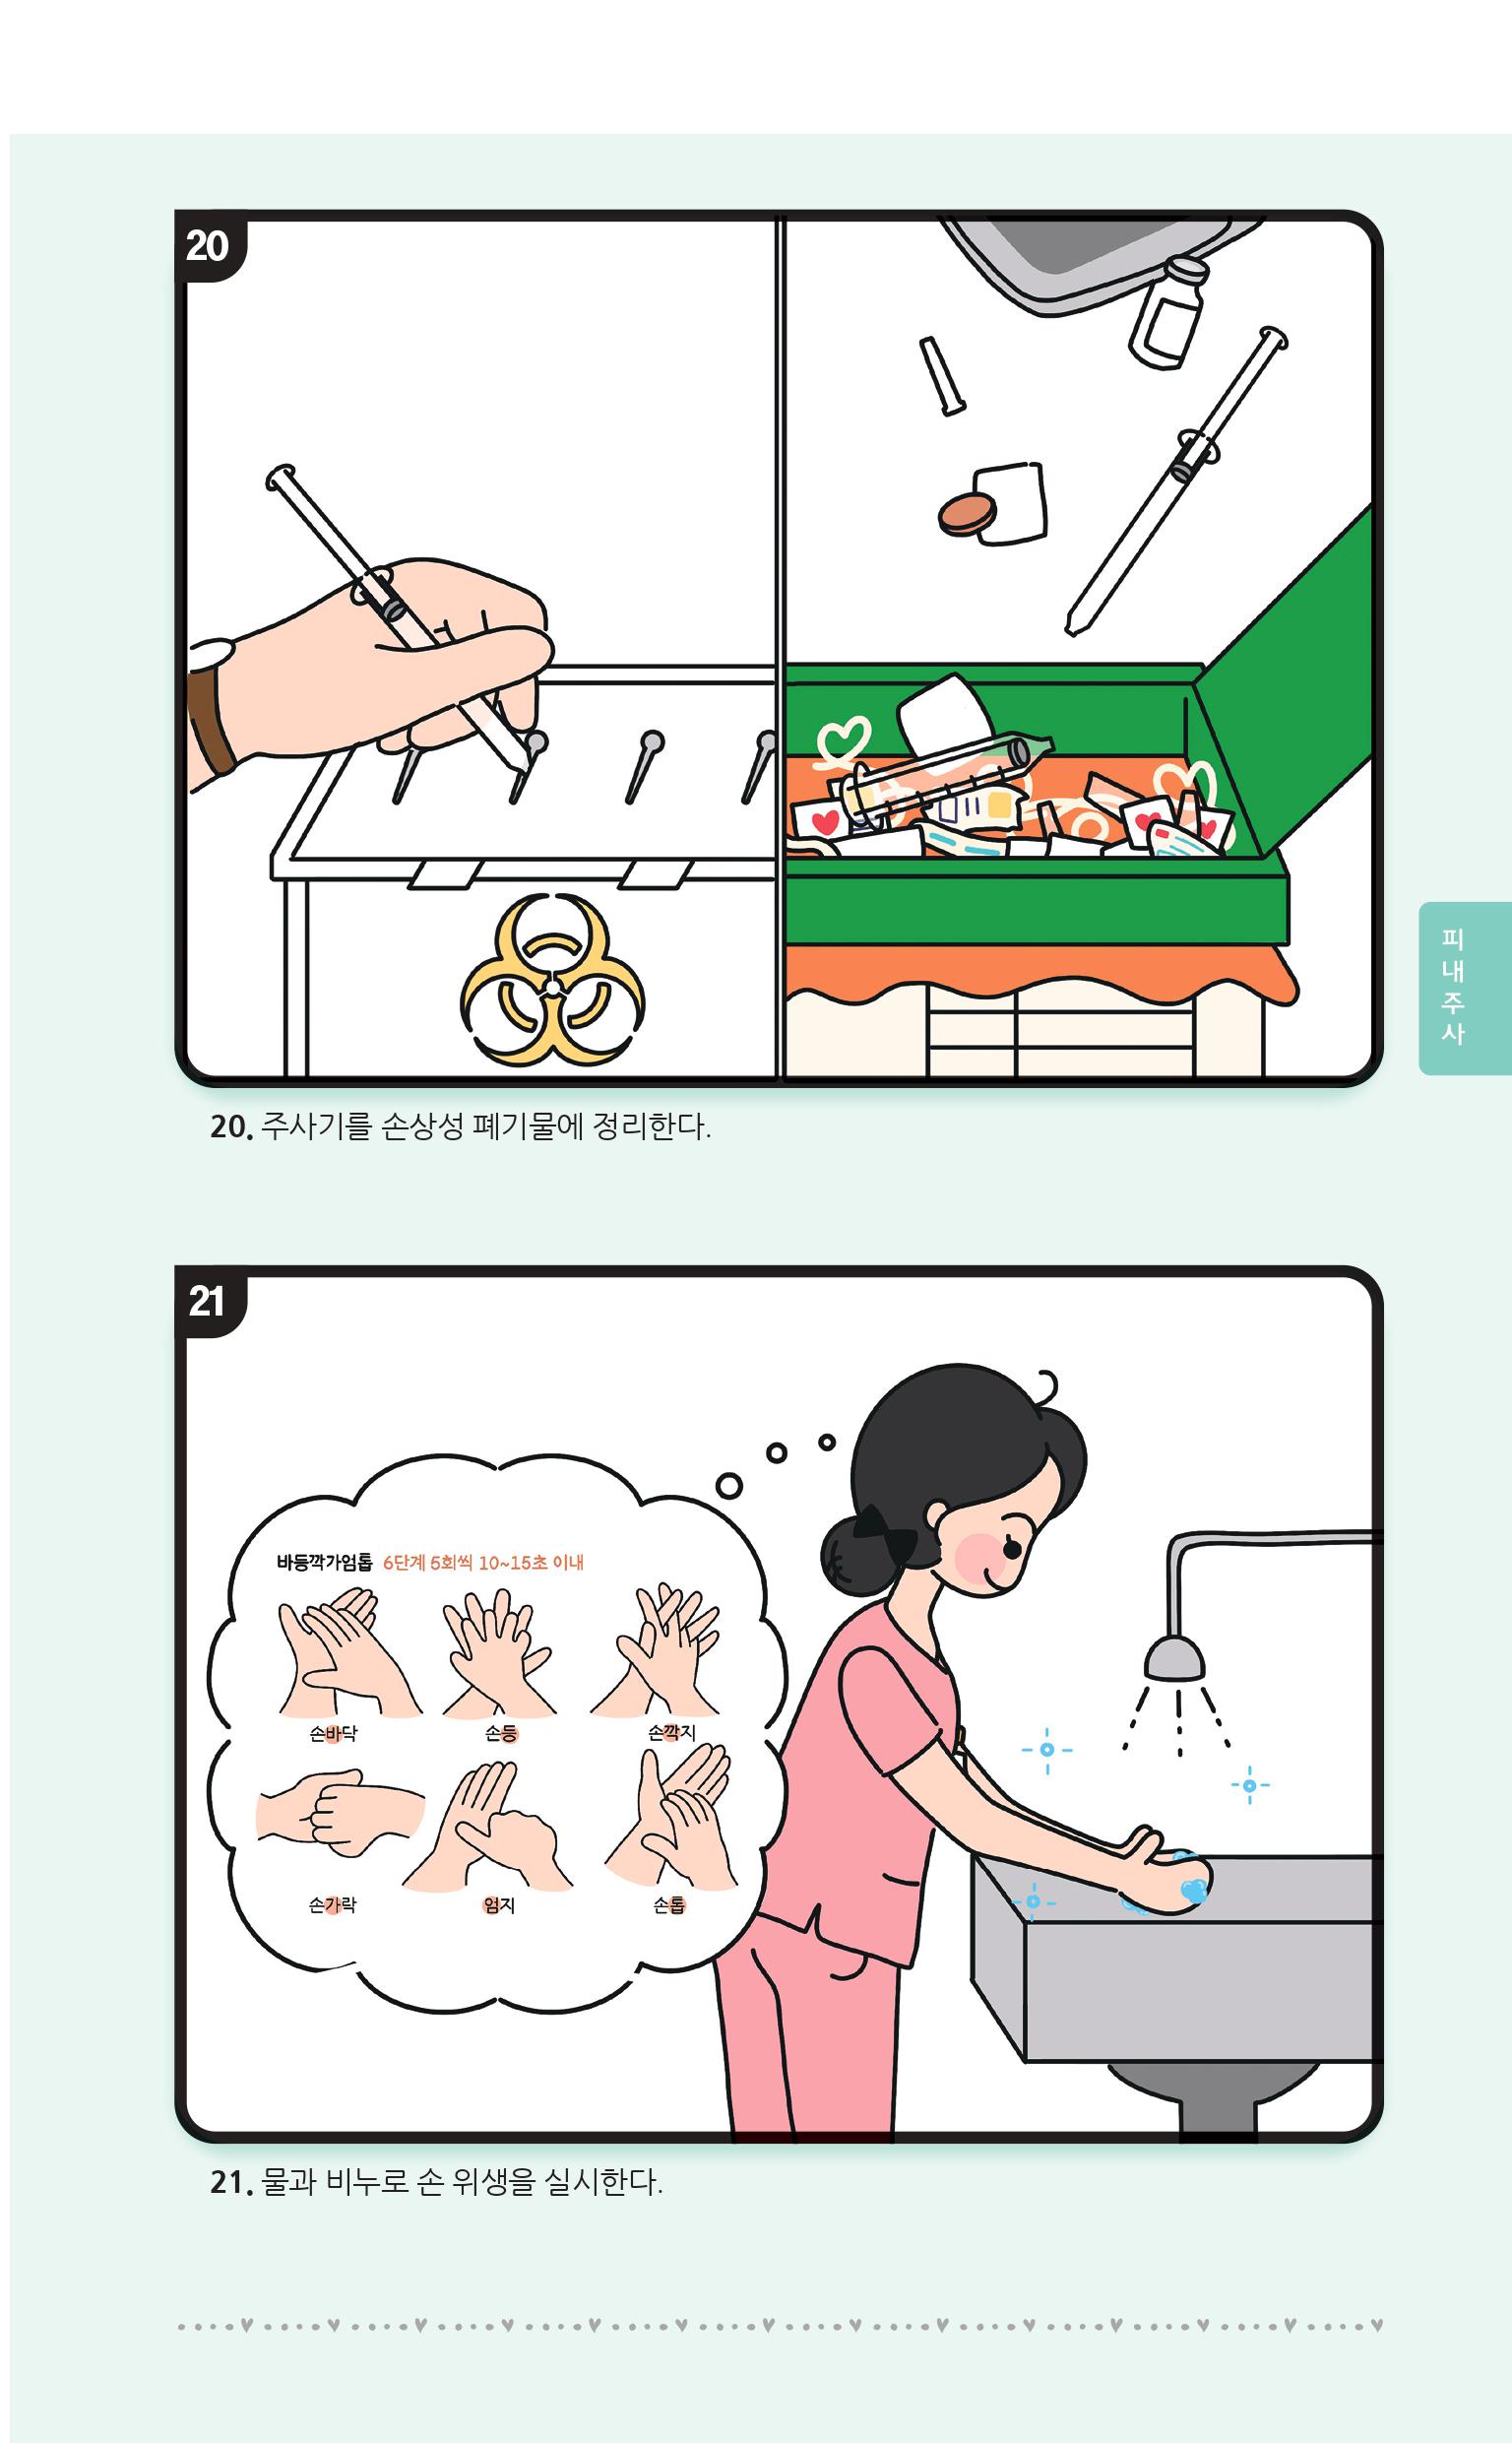 20
20. 주사기를 손상성 폐기물에 정리한다.
피내주사
21
바등깍가엄톱 6단계 5회씩 10~15초 이내
손바닥 손등 손깍지
손가락 엄지 손톱
21. 물과 비누로 손 위생을 실시한다.